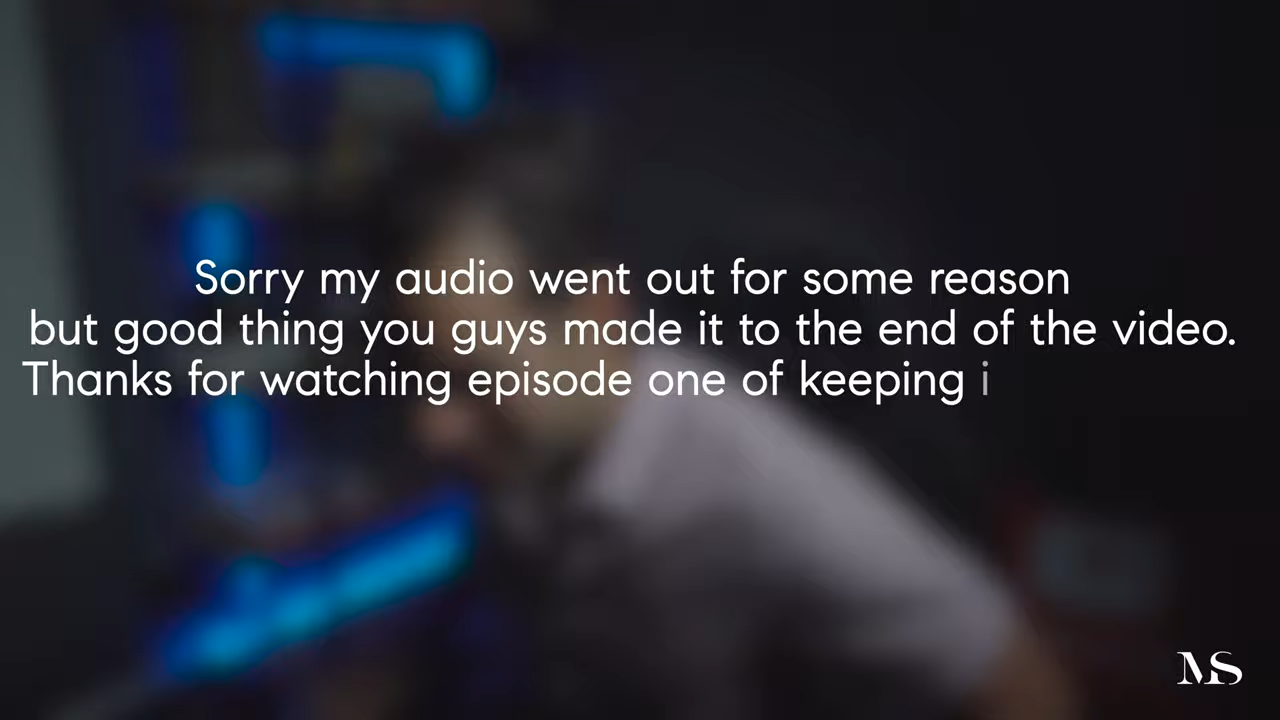 Sorry my audio went out for some reason
but good thing you guys made it to the end of the video.
Thanks for watching episode one of keeping i
MS